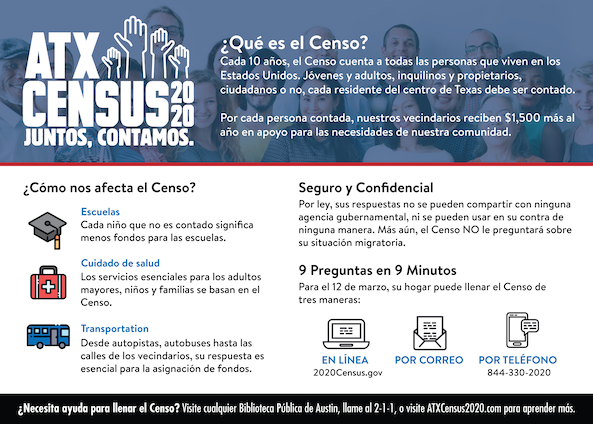 ATX
CENSUS 2020
JUNTOS, CONTAMOS.
¿Qué es el Censo?
Cada 10 años, el Censo cuenta a todas las personas que viven en los
Estados Unidos. Jóvenes y adultos, inquilinos y propietarios,
ciudadanos o no, cada residente del centro de Texas debe ser contado.
Por cada persona contada, nuestros vecindarios reciben $1,500 más al
año en apoyo para las necesidades de nuestra comunidad.
¿Cómo nos afecta el Censo?
Escuelas
Cada niño que no es contado significa
menos fondos para las escuelas.
Cuidado de salud
Los servicios esenciales para los adultos
mayores, niños y familias se basan en el
Censo.
Transportation
Desde autopistas, autobuses hasta las
calles de los vecindarios, su respuesta es
esencial para la asignación de fondos.
Seguro y Confidencial
Por ley, sus respuestas no se pueden compartir con ninguna
agencia gubernamental, ni se pueden usar en su contra de
ninguna manera. Más aún, el Censo NO le preguntará sobre
su situación migratoria.
9 Preguntas en 9 Minutos
Para el 12 de marzo, su hogar puede llenar el Censo de
tres maneras:
EN LÍNEA
2020Census.gov
POR CORREO
POR TELÉFONO
844-330-2020
¿Necesita ayuda para llenar el Censo? Visite cualquier Biblioteca Pública de Austin, llame al 2-1-1, o visite ATXCensus2020.com para aprender más.